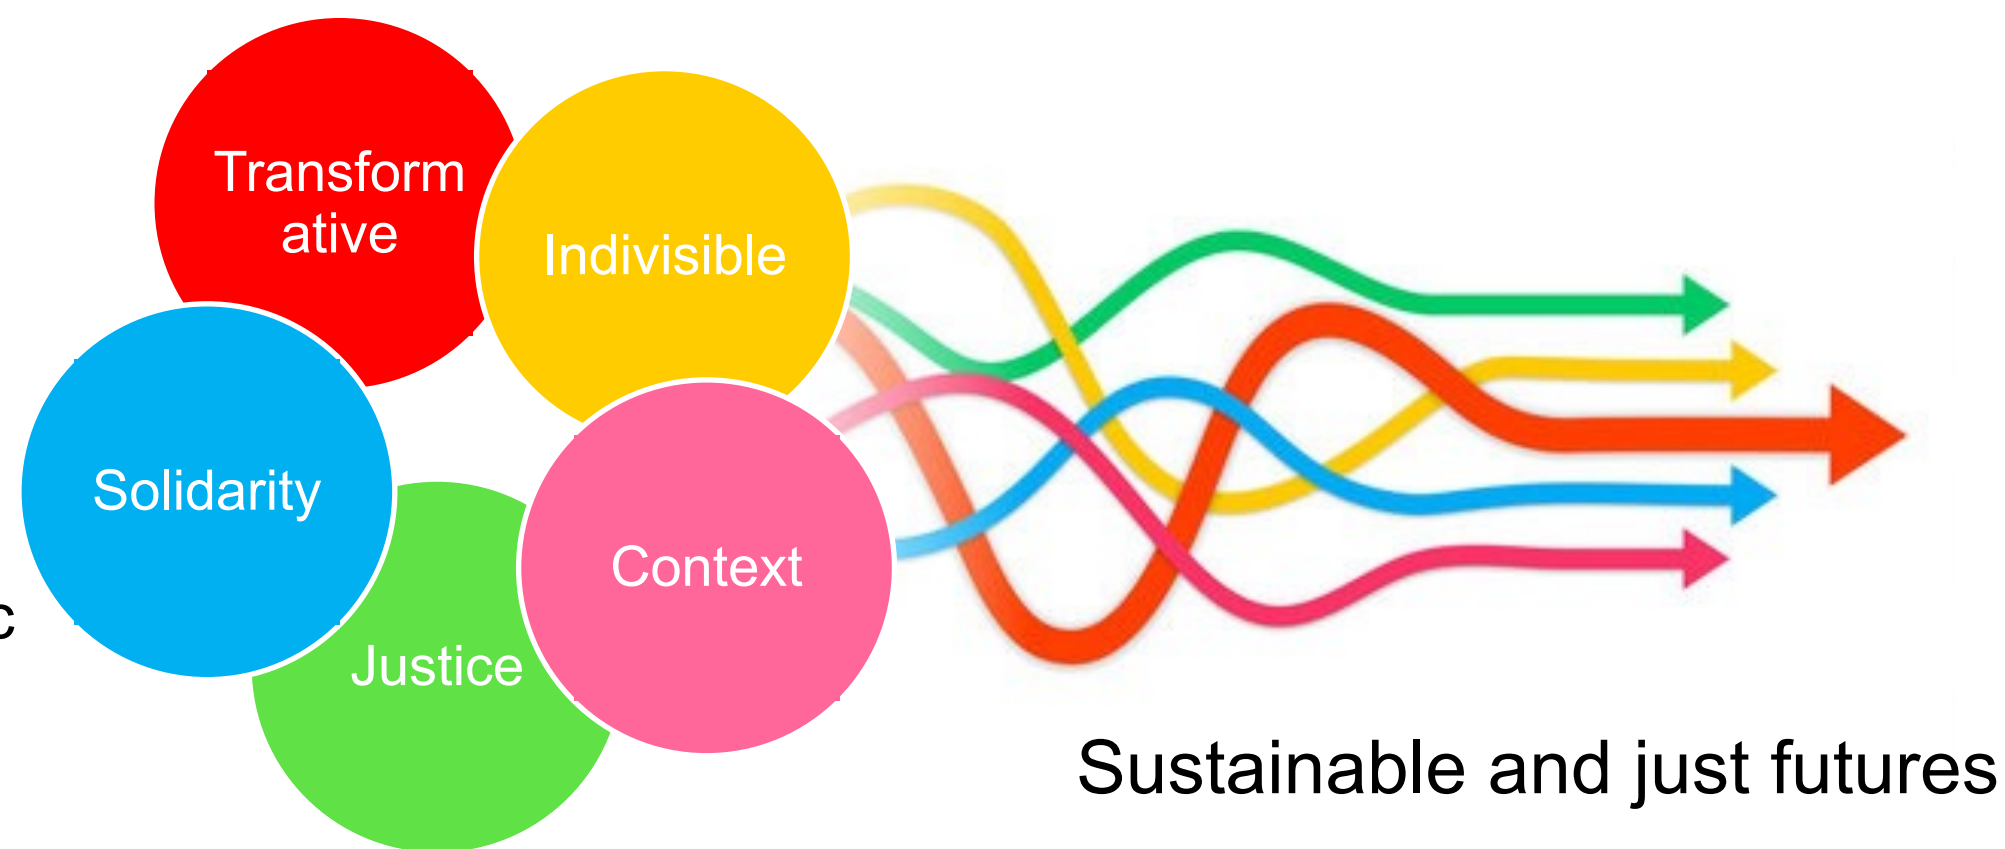 Transform
ative
Indivisible
Solidarity
Context
c
Justice
Sustainable and just futures